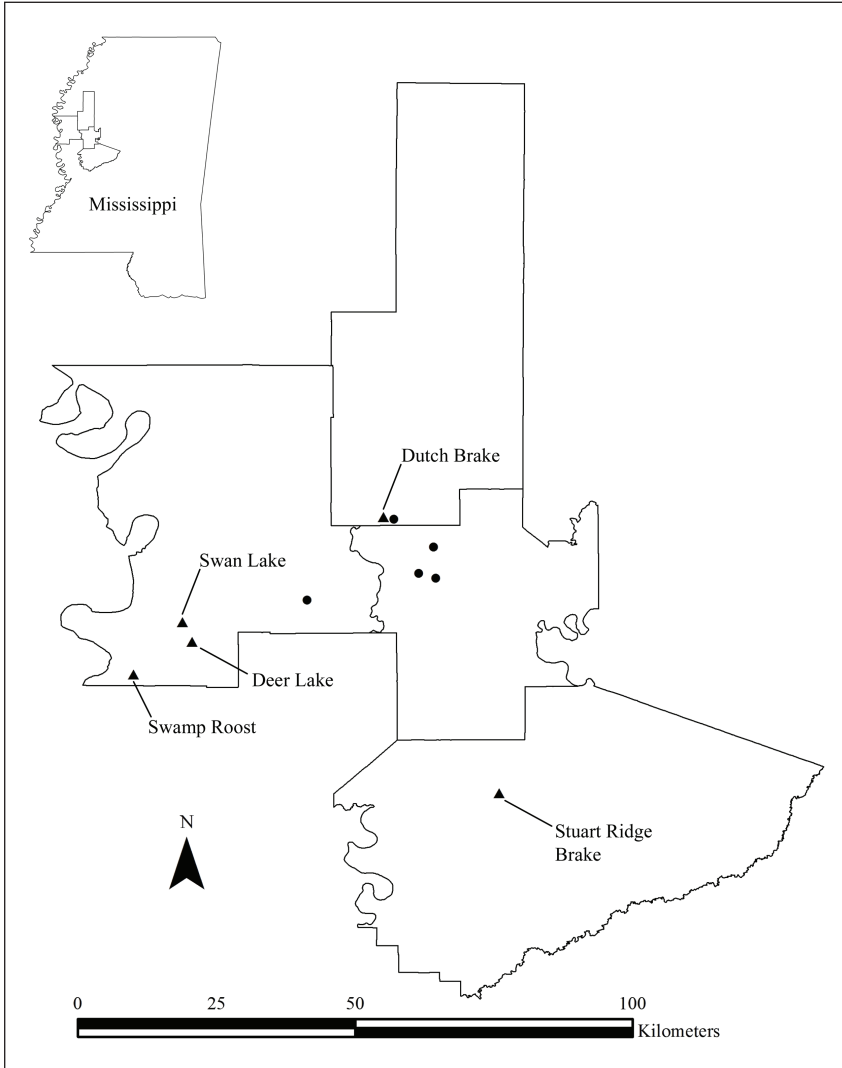 Mississippi
Dutch Brake
Swan Lake
Deer Lake
Swamp Roost
N
Stuart Ridge
Brake
0 25 50 100
Kilometers